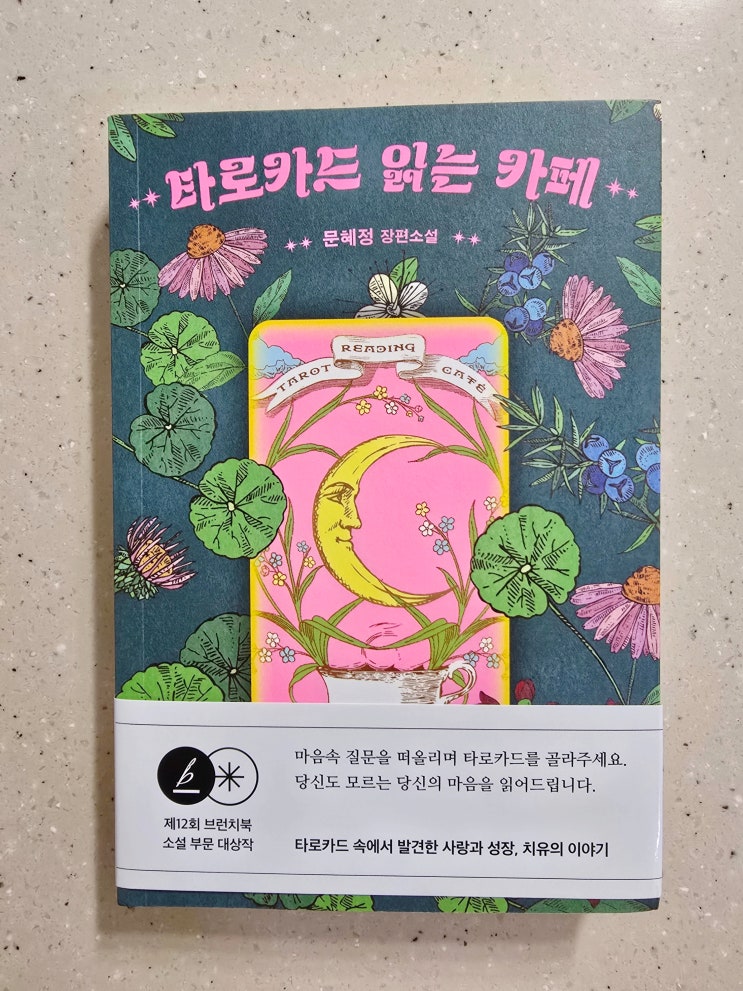 타로카드 읽는 카페
문혜정 장편소설
TAROT READING CAFÉ
b
제12회 브런치북
소설 부문 대상작
마음속 질문을 떠올리며 타로카드를 골라주세요.
당신도 모르는 당신의 마음을 읽어드립니다.
타로카드 속에서 발견한 사랑과 성장, 치유의 이야기